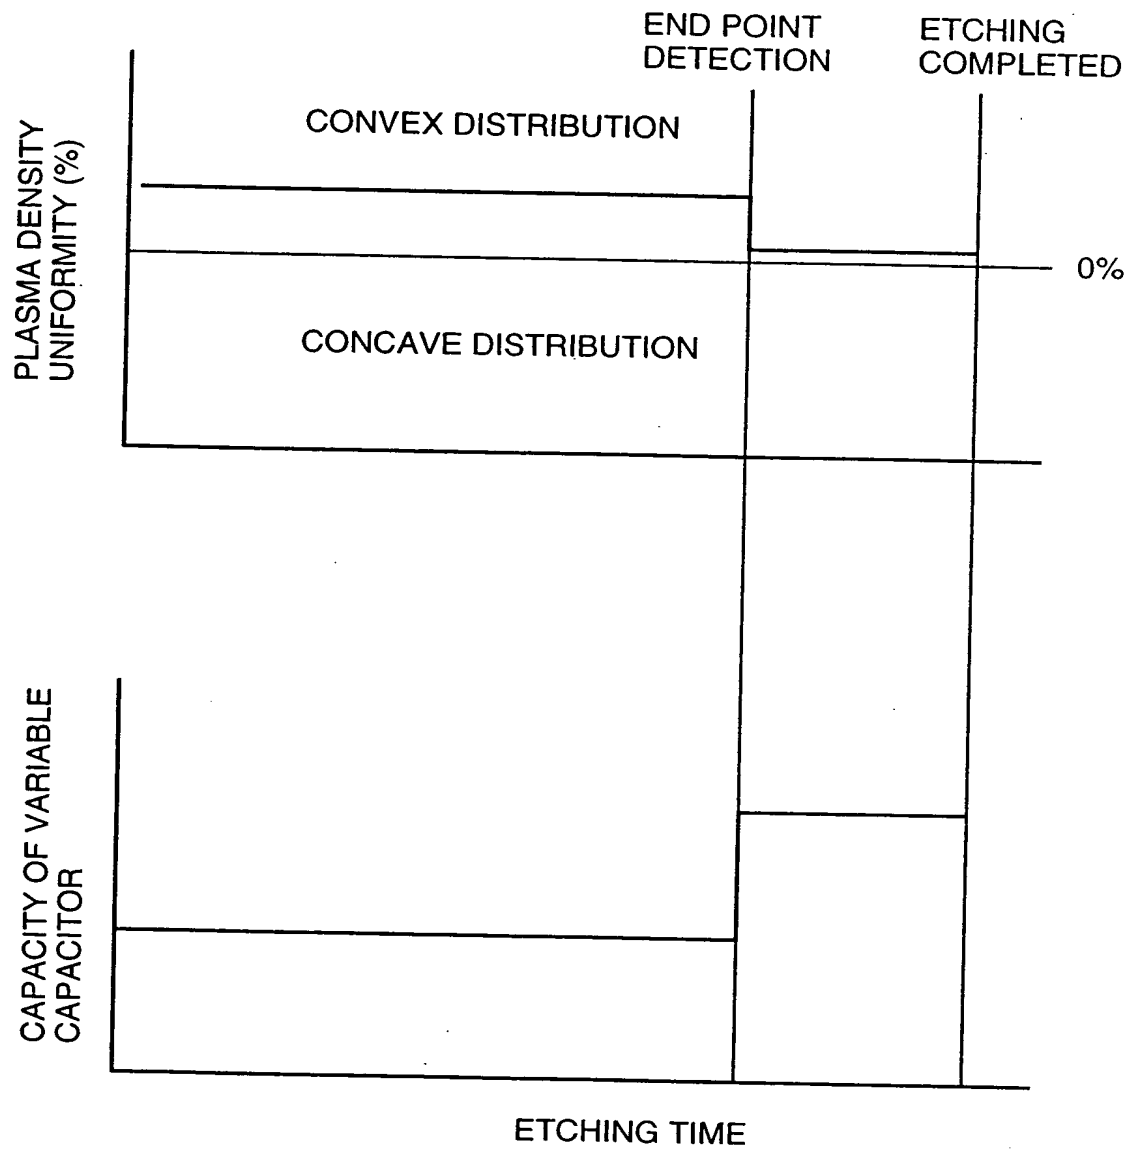 END POINT
DETECTION
ETCHING
COMPLETED
PLASMA DENSITY
UNIFORMITY (%)
CONVEX DISTRIBUTION
0%
CONCAVE DISTRIBUTION
CAPACITY OF VARIABLE
CAPACITOR
ETCHING TIME